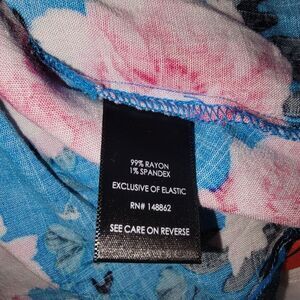 99% RAYON
1% SPANDEX
EXCLUSIVE OF ELASTIC
RN# 148862
SEE CARE ON REVERSE